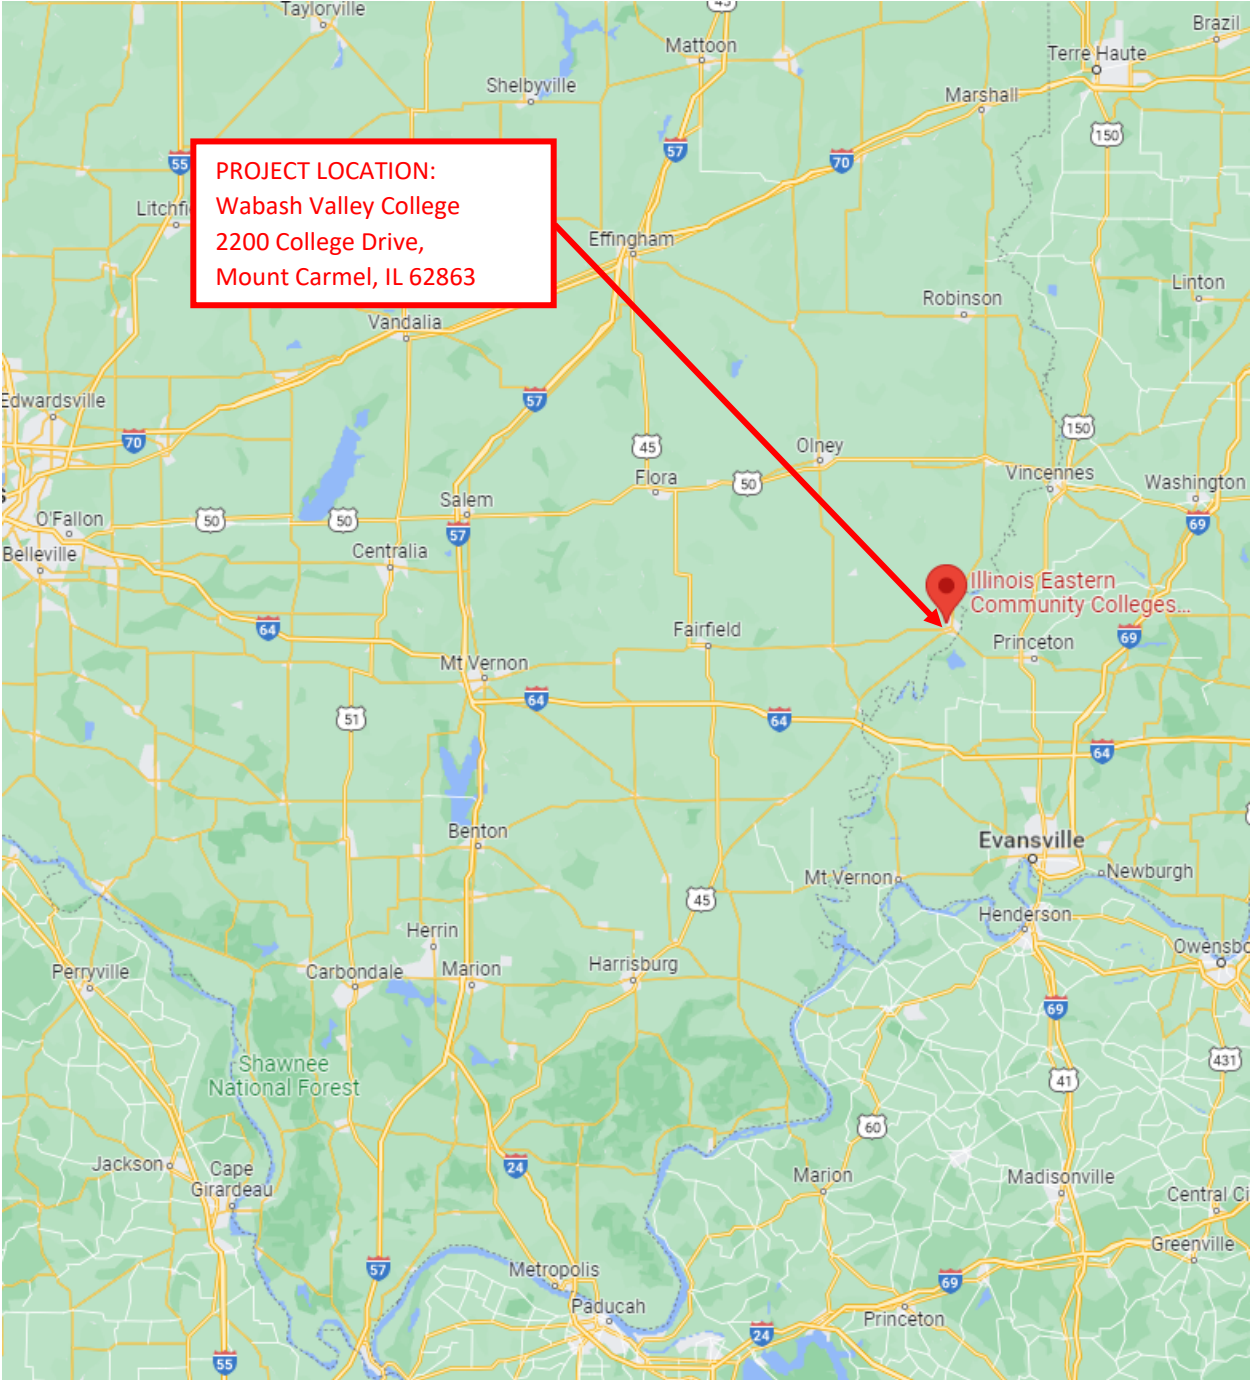 Taylorville
45
Brazil
Mattoon
Terre Haute
Shelbyville
Marshall
150
57
70
55
PROJECT LOCATION:
Wabash Valley College
2200 College Drive,
Mount Carmel, IL 62863
Litchfi
Effingham
Linton
Robinson
Vandalia
57
Edwardsville
70
150
45
Olney
Flora
50
Vincennes
Washington
Salem
50
50
O'Fallon
57
69
Belleville
Centralia
Illinois Eastern
Community Colleges...
64
Fairfield
69
Princeton
Mt Vernon
64
51
64
64
Benton
Evansville
Mt Vernon
Newburgh
45
Henderson
Herrin
Owensbo
Perryville
Carbondale
Marion
Harrisburg
69
Shawnee
National Forest
431
41
60
Jackson
Cape
Girardeau
24
Marion
Madisonville
Central Ci
Greenville
57
Metropolis
69
Paducah
Princeton
24
55